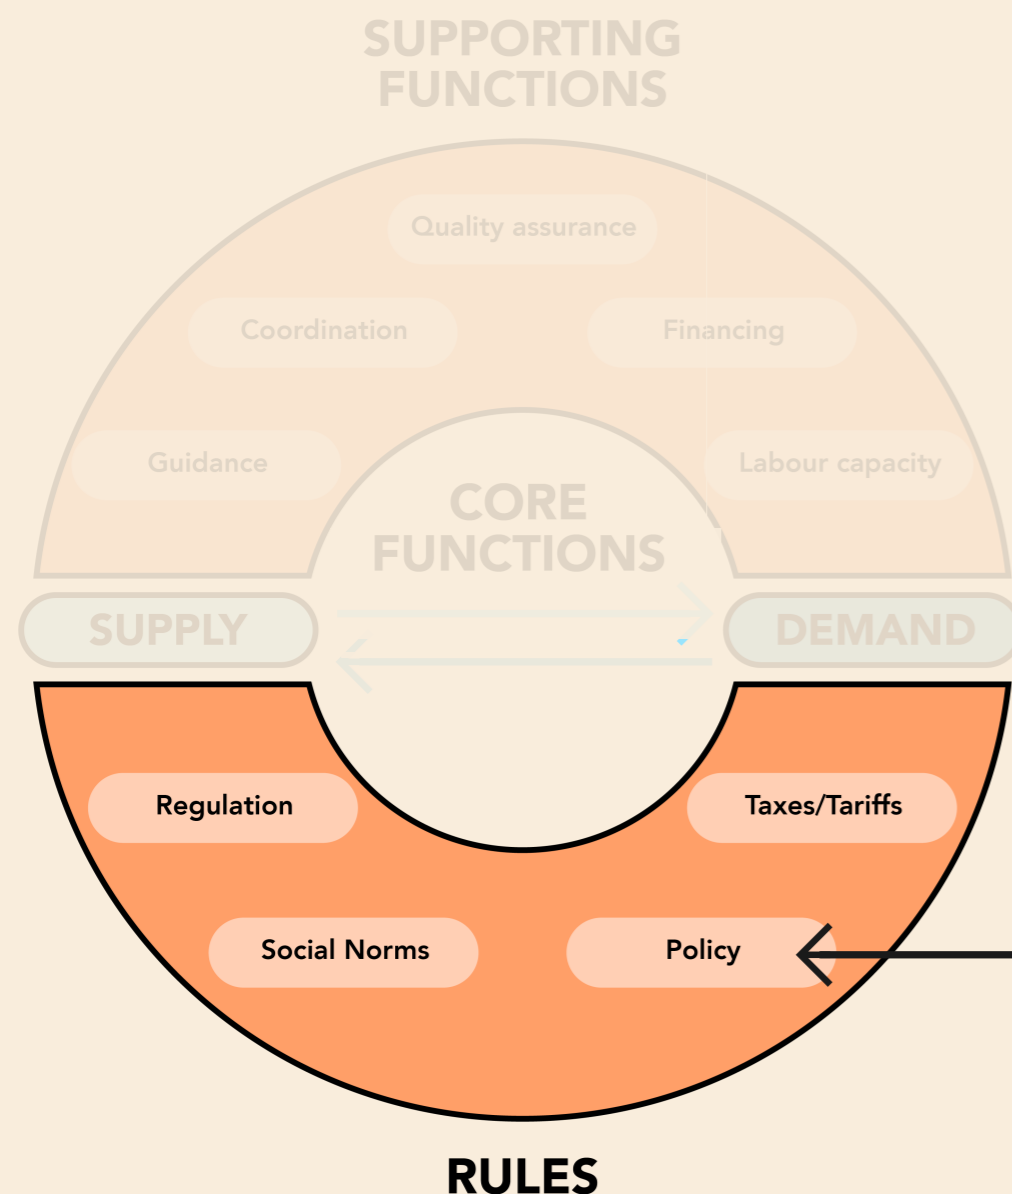 SUPPORTING
FUNCTIONS
Quality assurance
Coordination
Financing
Guidance
Labour capacity
CORE
FUNCTIONS
SUPPLY
DEMAND
Regulation
Taxes/Tariffs
Social Norms
Policy
RULES